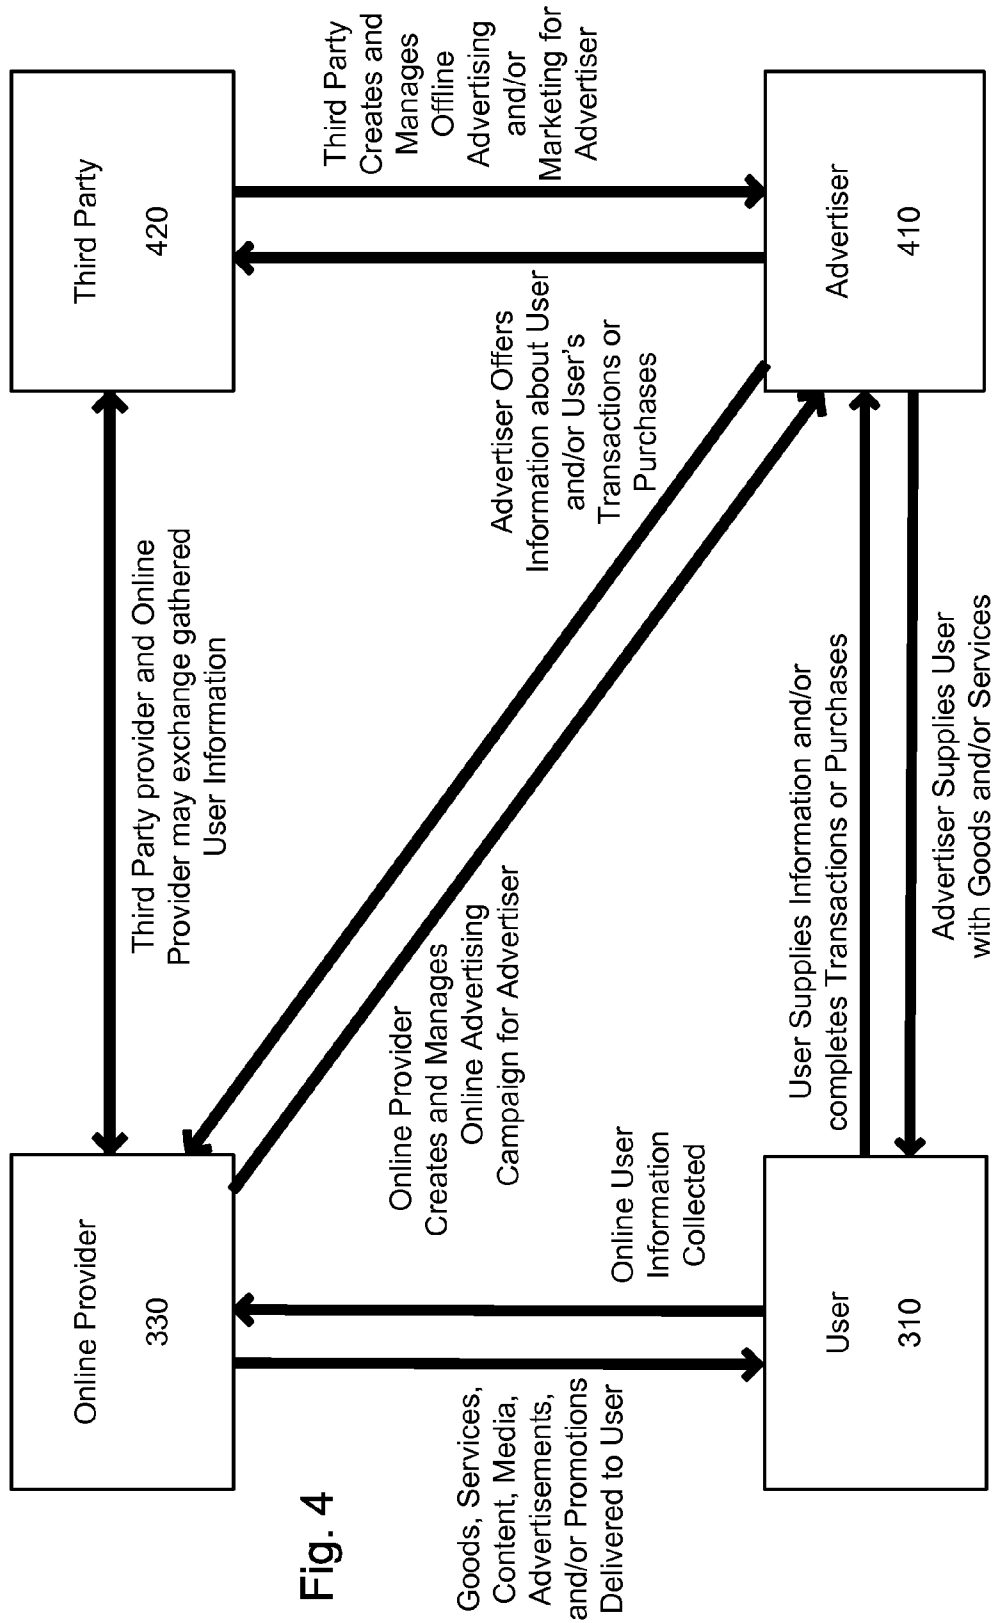 Fig. 4
Online Provider
330
Third Party
420
User
310
Advertiser
410
Third Party provider and Online
Provider may exchange gathered
User Information
Third Party
Creates and
Manages
Offline
Advertising
and/or
Marketing for
Advertiser
Advertiser Offers
Information about User
and/or User's
Transactions or
Purchases
Online Provider
Creates and Manages
Online Advertising
Campaign for Advertiser
Online User
Information
Collected
Goods, Services,
Content, Media,
Advertisements,
and/or Promotions
Delivered to User
User Supplies Information and/or
completes Transactions or Purchases
Advertiser Supplies User
with Goods and/or Services